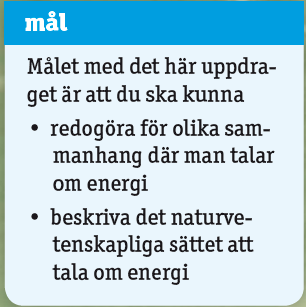 mål
Målet med det här uppdra-
get är att du ska kunna
• redogöra för olika sam-
manhang där man talar
om energi
• beskriva det naturve-
tenskapliga sättet att
tala om energi